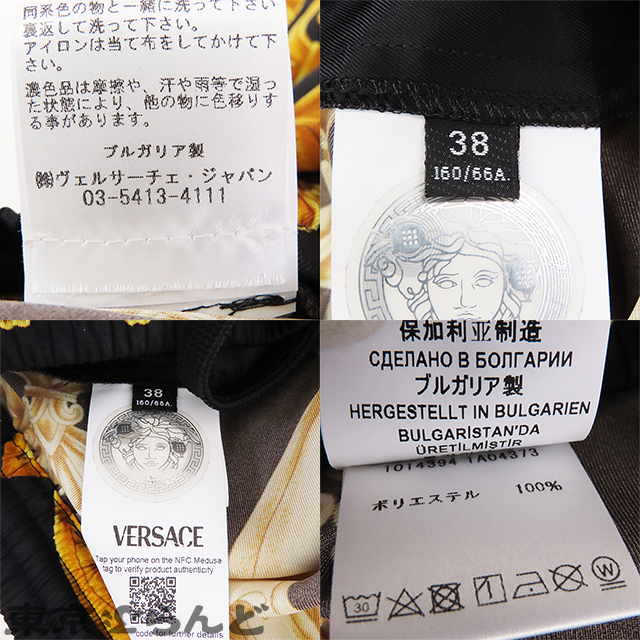 同系色の物と一緒に洗って下さい
裏返して洗って下さい。
アイロンは当て布をしてかけて下さい。
濃色品は摩擦や、汗や雨等で湿った状態により、他の物に色移りする事があります。
ブルガリア製
㈱ヴェルサーチェ・ジャパン
03-5413-4111
38
160/66A.
38
160/66A.
VERSACE
Tap your phone on the NFC Medusa
tag to verify product authenticity
code for further details
保加利亚制造
СДЕЛАНО В БОЛГАРИИ
ブルガリア製
HERGESTELLT IN BULGARIEN
BULGARİSTAN'DA
ÜRETİLMİŞTİR
1014394 1A04373
ポリエステル 100%
30
W